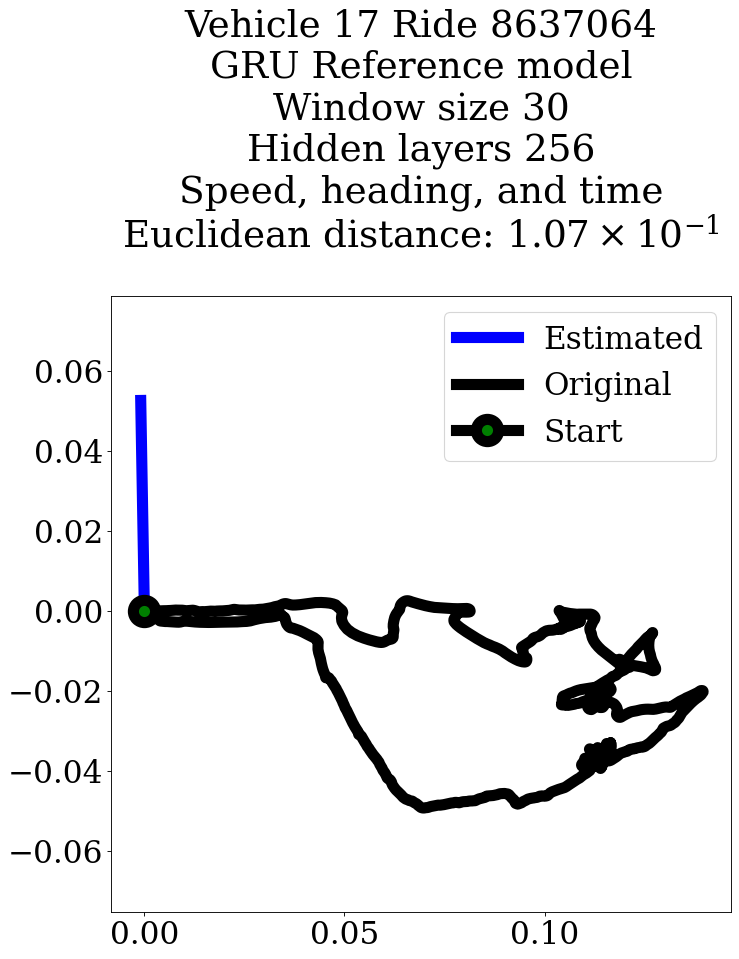 Vehicle 17 Ride 8637064
GRU Reference model
Window size 30
Hidden layers 256
Speed, heading, and time
Euclidean distance: 1.07 × 10⁻¹
Estimated
Original
Start
0.06
0.04
0.02
0.00
−0.02
−0.04
−0.06
0.00 0.05 0.10